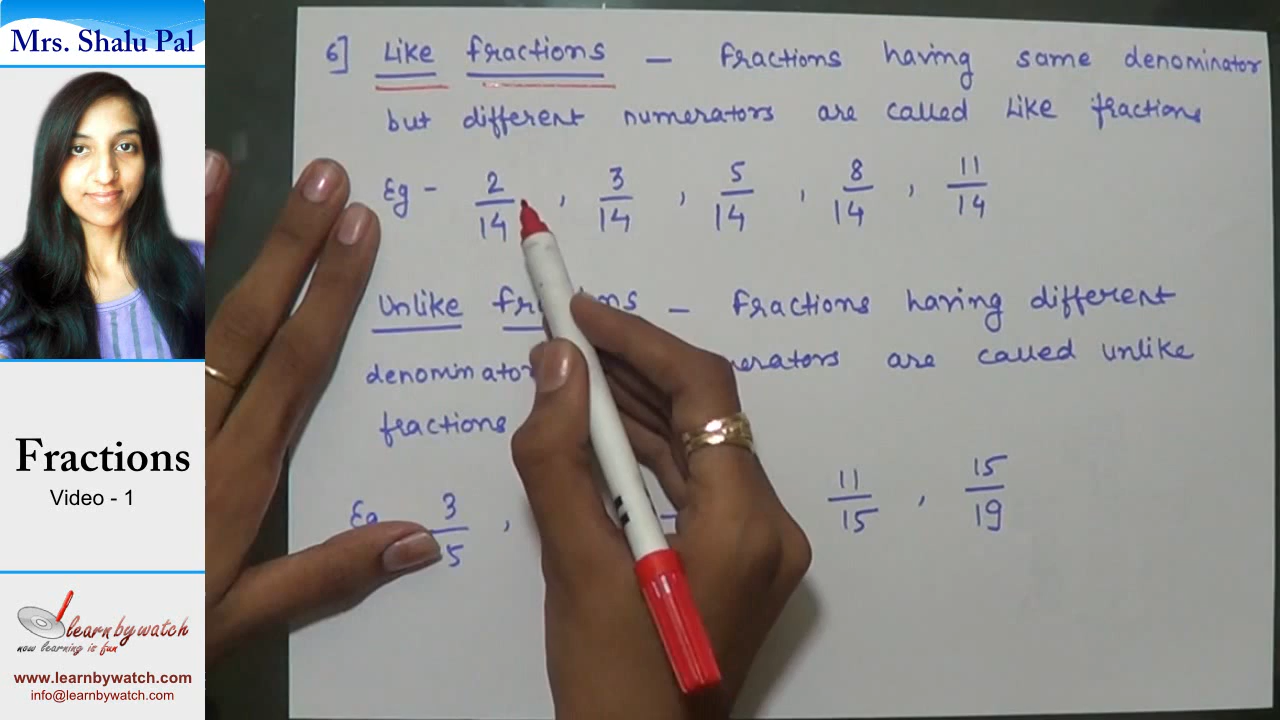 Mrs. Shalu Pal
Fractions
Video - 1
learnbywatch
now learning is fun
www.learnbywatch.com
info@learnbywatch.com
6] Like fractions - Fractions having same denominator
but different numerators are called Like fractions
Eg - 2/14 , 3/14 , 5/14 , 8/14 , 11/14
Unlike - Fractions having different
are called unlike
fractions
Eg 3 , 11/15 , 15/19